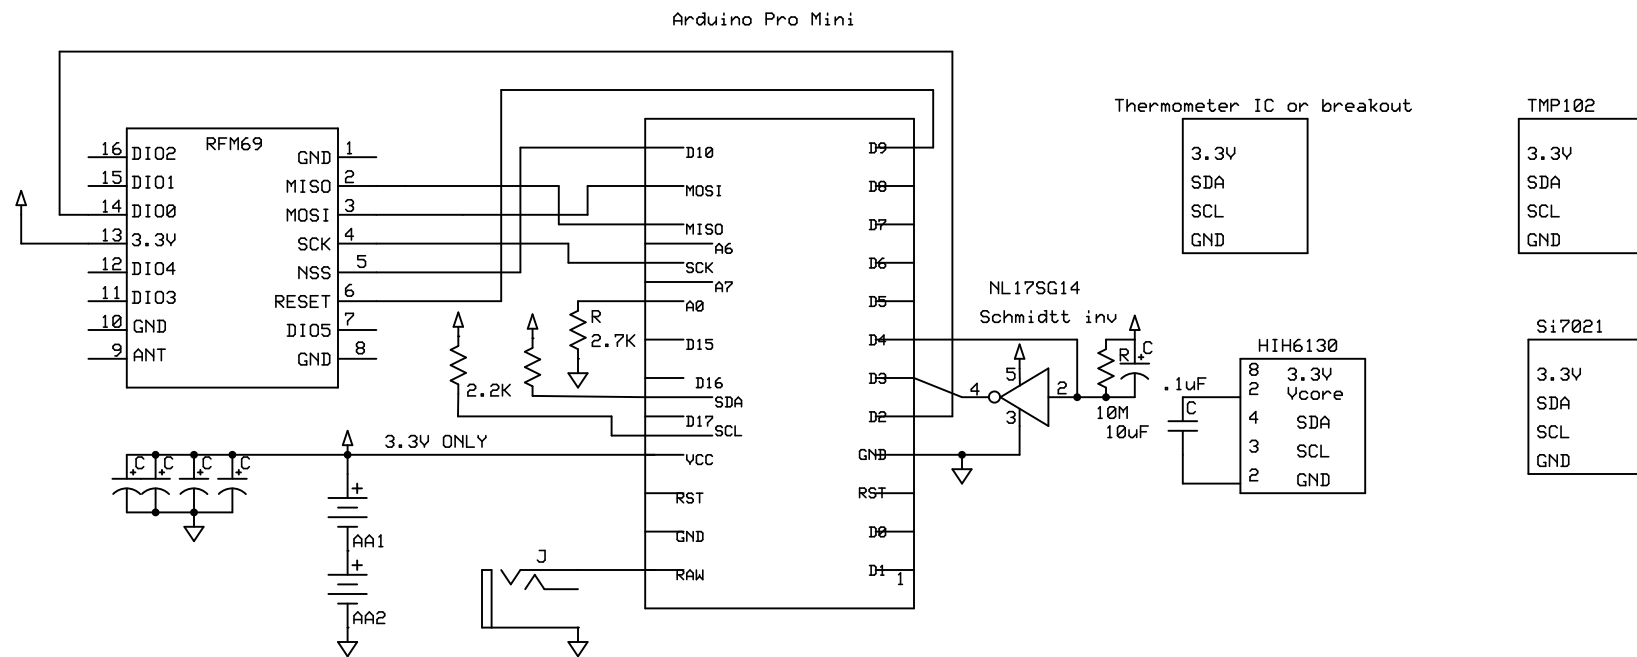 Arduino Pro Mini
RFM69
16 DIO2
15 DIO1
14 DIO0
13 3.3V
12 DIO4
11 DIO3
10 GND
9 ANT
GND 1
MISO 2
MOSI 3
SCK 4
NSS 5
RESET 6
DIO5 7
GND 8
2.2K
R
2.7K
D10
MOSI
MISO
A6
SCK
A7
A0
D15
D16
SDA
D17
SCL
VCC
RST
GND
RAW
D9
D8
D7
D6
D5
D4
D3
D2
GND
RST
D0
D1
1
3.3V ONLY
+C
+C
+C
+C
+
AA1
+
AA2
J
NL17SG14
Schmidtt inv
5
4
2
3
R
+C
10M
10uF
Thermometer IC or breakout
3.3V
SDA
SCL
GND
HIH6130
.1uF
C
8 3.3V
2 Vcore
4 SDA
3 SCL
2 GND
TMP102
3.3V
SDA
SCL
GND
Si7021
3.3V
SDA
SCL
GND